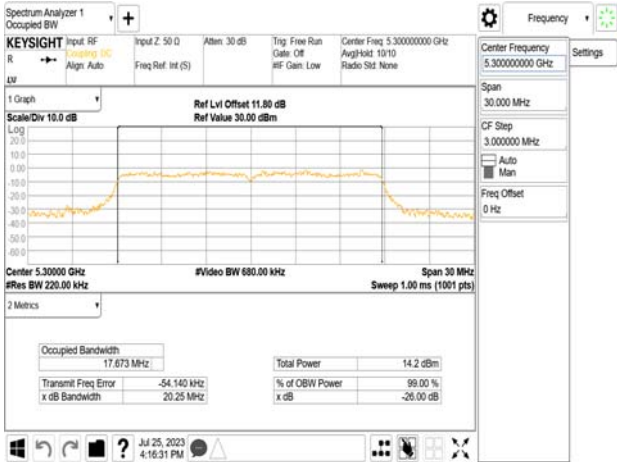 Spectrum Analyzer 1
Occupied BW
+
Frequency
KEYSIGHT
R
LVI
Input: RF
Coupling: DC
Align: Auto
Input Z: 50 Ω
Freq Ref: Int (S)
Atten: 30 dB
Trig: Free Run
Gate: Off
#IF Gain: Low
Center Freq: 5.300000000 GHz
Avg|Hold: 10/10
Radio Std: None
Center Frequency
5.300000000 GHz
Settings
Span
30.000 MHz
CF Step
3.000000 MHz
Auto
Man
Freq Offset
0 Hz
1 Graph
Scale/Div 10.0 dB
Ref Lvl Offset 11.80 dB
Ref Value 30.00 dBm
Log
20.0
10.0
0.00
-10.0
-20.0
-30.0
-40.0
-50.0
-60.0
Center 5.30000 GHz
#Res BW 220.00 kHz
#Video BW 680.00 kHz
Span 30 MHz
Sweep 1.00 ms (1001 pts)
2 Metrics
Occupied Bandwidth
17.673 MHz
Total Power 14.2 dBm
Transmit Freq Error -54.140 kHz
% of OBW Power 99.00 %
x dB Bandwidth 20.25 MHz
x dB -26.00 dB
?
Jul 25, 2023
4:16:31 PM